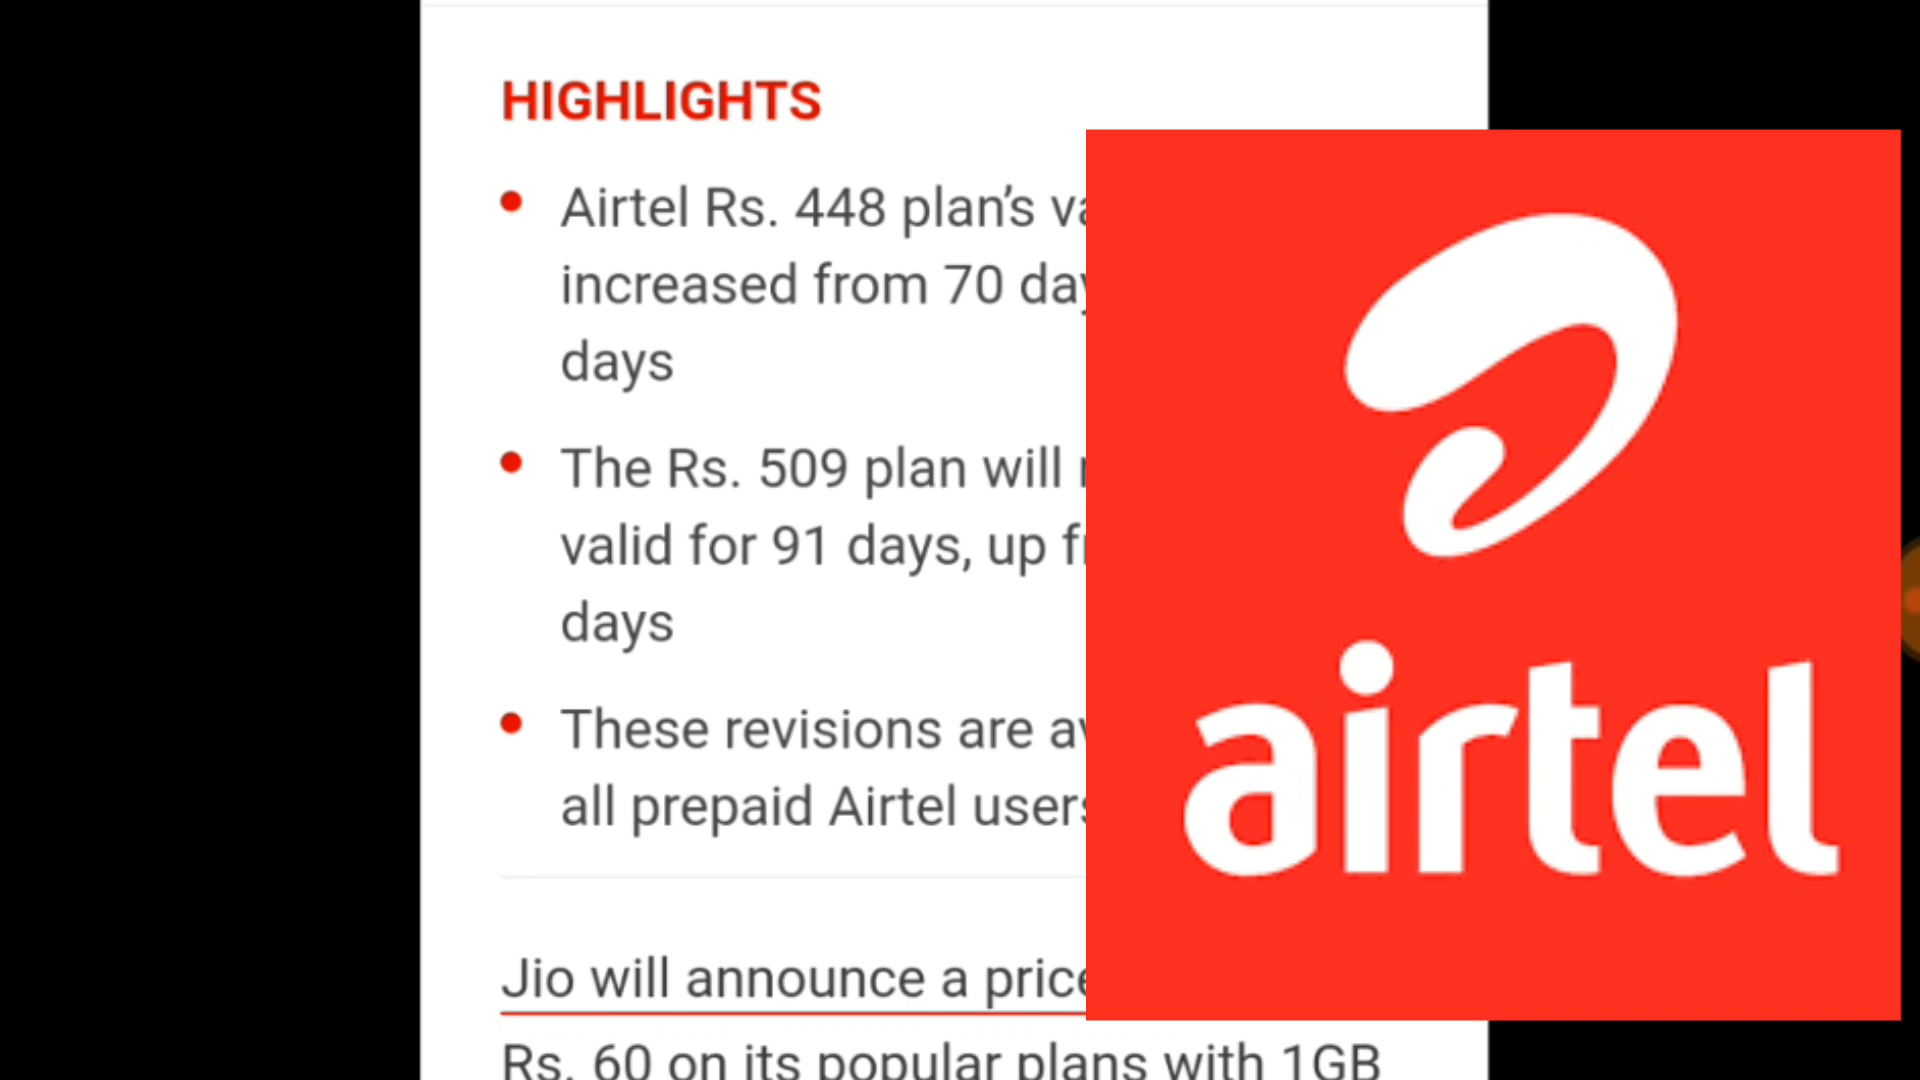 HIGHLIGHTS
Airtel Rs. 448 plan's
increased from 70
days
The Rs. 509 plan will
valid for 91 days, up
days
These revisions are
all prepaid Airtel users
Jio will announce a price
Rs. 60 on its popular plans with 1GB
airtel